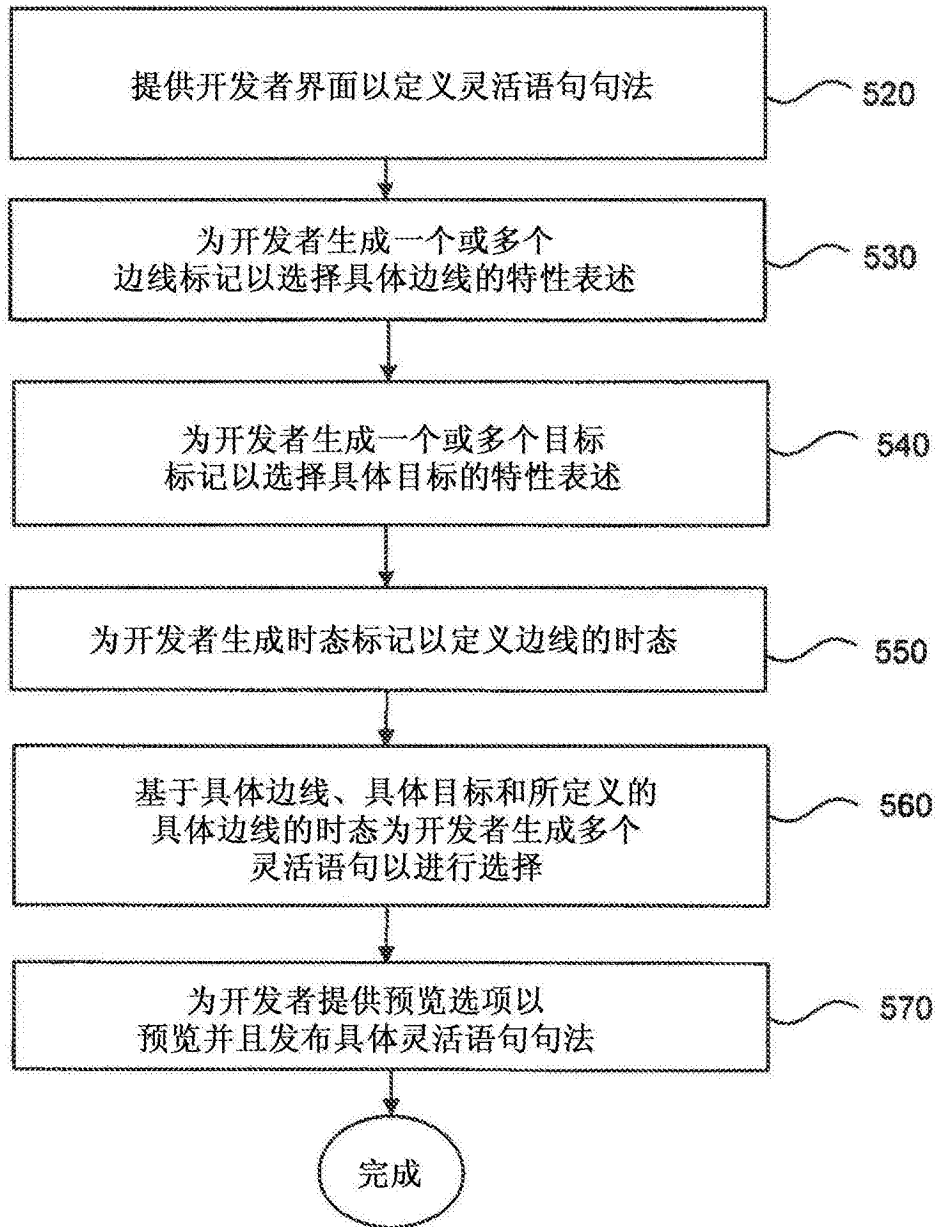 提供开发者界面以定义灵活语句句法
520
为开发者生成一个或多个
边线标记以选择具体边线的特性表述
530
为开发者生成一个或多个目标
标记以选择具体目标的特性表述
540
为开发者生成时态标记以定义边线的时态
550
基于具体边线、具体目标和所定义的
具体边线的时态为开发者生成多个
灵活语句以进行选择
560
为开发者提供预览选项以
预览并且发布具体灵活语句句法
570
完成